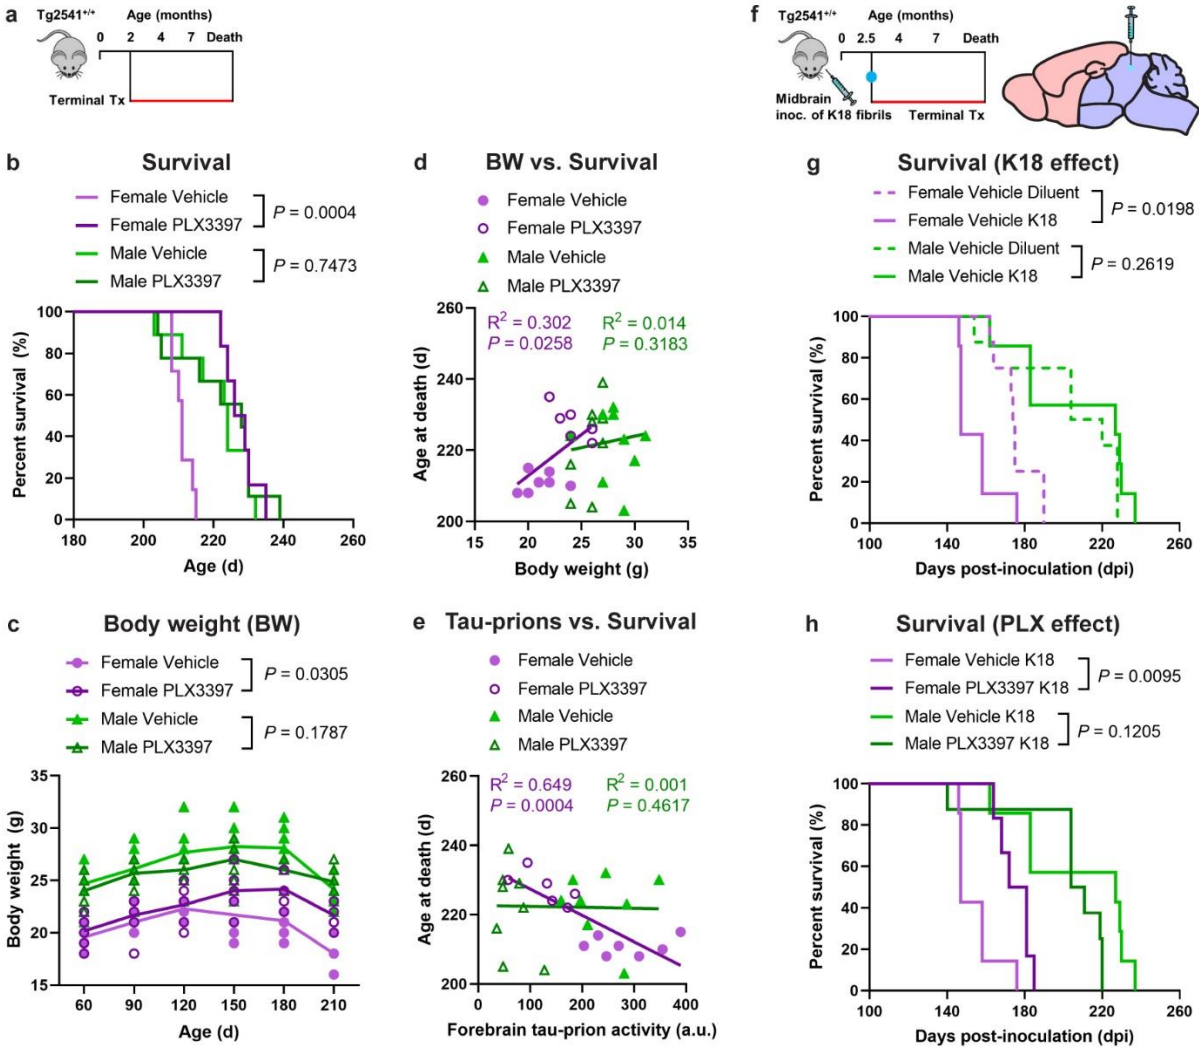 a
Tg2541+/+
Age (months)
0 2 4 7 Death
Terminal Tx
b Survival
Female Vehicle
Female PLX3397
P = 0.0004
Male Vehicle
Male PLX3397
P = 0.7473
Percent survival (%)
100
80
60
40
20
0
180 200 220 240 260
Age (d)
c Body weight (BW)
Female Vehicle
Female PLX3397
P = 0.0305
Male Vehicle
Male PLX3397
P = 0.1787
Body weight (g)
35
30
25
20
15
60 90 120 150 180 210
Age (d)
d BW vs. Survival
Female Vehicle
Female PLX3397
Male Vehicle
Male PLX3397
R2 = 0.302 R2 = 0.014
P = 0.0258 P = 0.3183
Age at death (d)
260
240
220
200
15 20 25 30 35
Body weight (g)
e Tau-prions vs. Survival
Female Vehicle
Female PLX3397
Male Vehicle
Male PLX3397
R2 = 0.649 R2 = 0.001
P = 0.0004 P = 0.4617
Age at death (d)
260
240
220
200
0 100 200 300 400
Forebrain tau-prion activity (a.u.)
f
Tg2541+/+
Age (months)
0 2.5 4 7 Death
Midbrain
inoc. of K18 fibrils
Terminal Tx
g Survival (K18 effect)
Female Vehicle Diluent
Female Vehicle K18
P = 0.0198
Male Vehicle Diluent
Male Vehicle K18
P = 0.2619
Percent survival (%)
100
80
60
40
20
0
100 140 180 220 260
Days post-inoculation (dpi)
h Survival (PLX effect)
Female Vehicle K18
Female PLX3397 K18
P = 0.0095
Male Vehicle K18
Male PLX3397 K18
P = 0.1205
Percent survival (%)
100
80
60
40
20
0
100 140 180 220 260
Days post-inoculation (dpi)